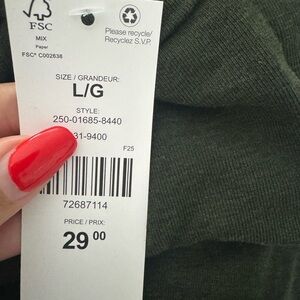 FSC
MIX
Paper
FSC® C002638
Please recycle/
Recyclez S.V.P.
SIZE / GRANDEUR:
L/G
STYLE:
250-01685-8440
31-9400
F25
72687114
PRICE / PRIX:
29 00